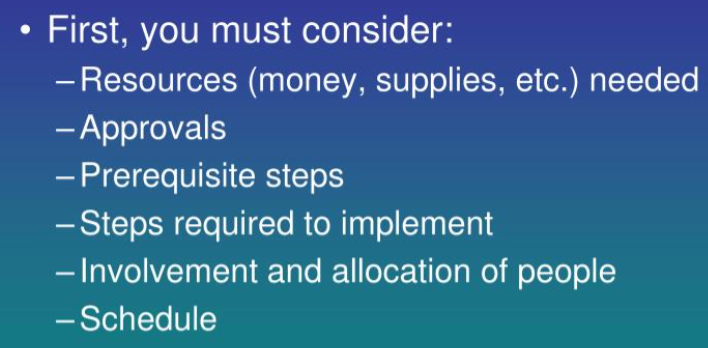 • First, you must consider:
–Resources (money, supplies, etc.) needed
–Approvals
–Prerequisite steps
–Steps required to implement
–Involvement and allocation of people
–Schedule